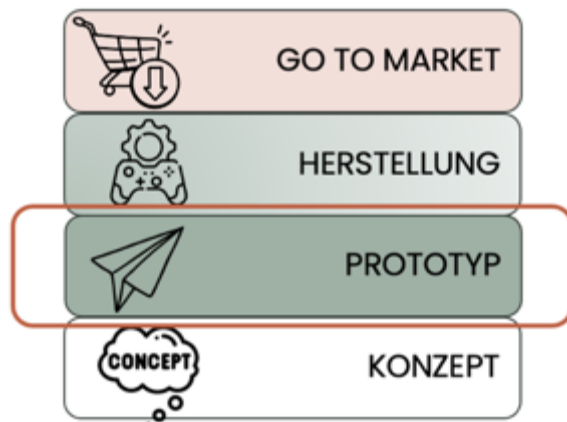 GO TO MARKET
HERSTELLUNG
PROTOTYP
CONCEPT
KONZEPT